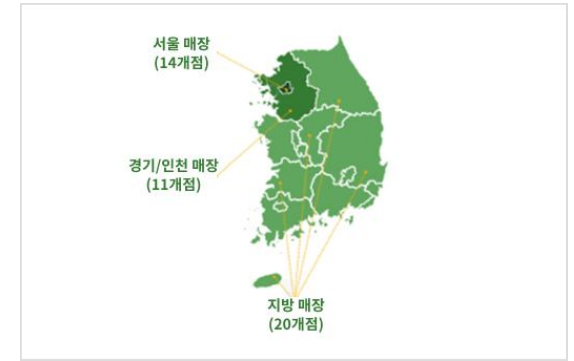 서울 매장
(14개점)
경기/인천 매장
(11개점)
지방 매장
(20개점)